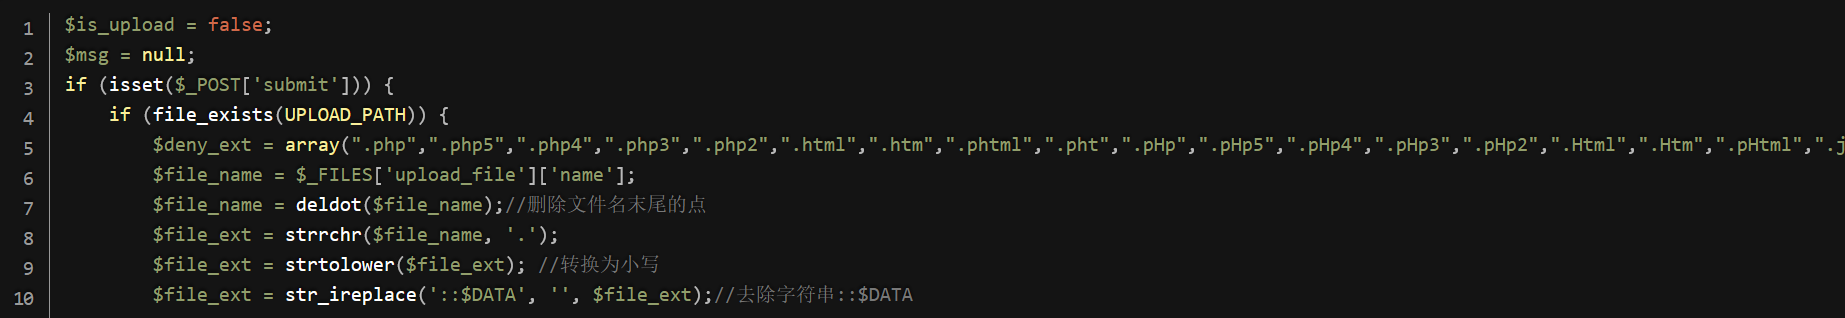 1 $is_upload = false;
2 $msg = null;
3 if (isset($_POST['submit'])) {
4 if (file_exists(UPLOAD_PATH)) {
5 $deny_ext = array(".php",".php5",".php4",".php3",".php2",".html",".htm",".phtml",".pht",".pHp",".pHp5",".pHp4",".pHp3",".pHp2",".Html",".Htm",".pHtml",".j
6 $file_name = $_FILES['upload_file']['name'];
7 $file_name = deldot($file_name);//删除文件名末尾的点
8 $file_ext = strrchr($file_name, '.');
9 $file_ext = strtolower($file_ext); //转换为小写
10 $file_ext = str_ireplace('::$DATA', '', $file_ext);//去除字符串::$DATA